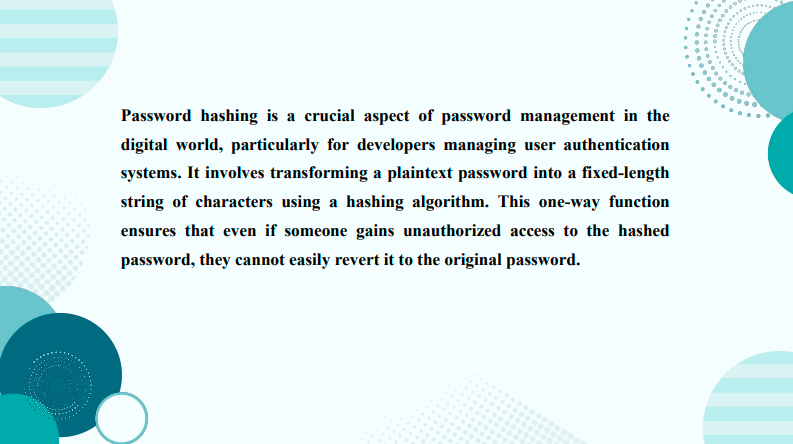 Password hashing is a crucial aspect of password management in the
digital world, particularly for developers managing user authentication
systems. It involves transforming a plaintext password into a fixed-length
string of characters using a hashing algorithm. This one-way function
ensures that even if someone gains unauthorized access to the hashed
password, they cannot easily revert it to the original password.